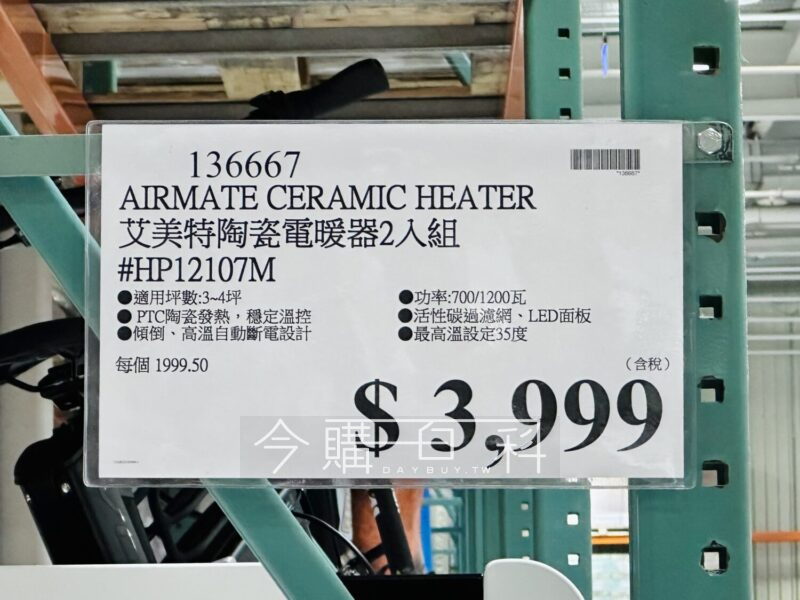 136667
*136667*
AIRMATE CERAMIC HEATER
艾美特陶瓷電暖器2入組
#HP12107M
●適用坪數:3~4坪
●PTC陶瓷發熱，穩定溫控
●傾倒、高溫自動斷電設計
●功率:700/1200瓦
●活性碳過濾網、LED面板
●最高溫設定35度
每個 1999.50
（含稅）
$ 3,999
今購百科
DAYBUY.TW